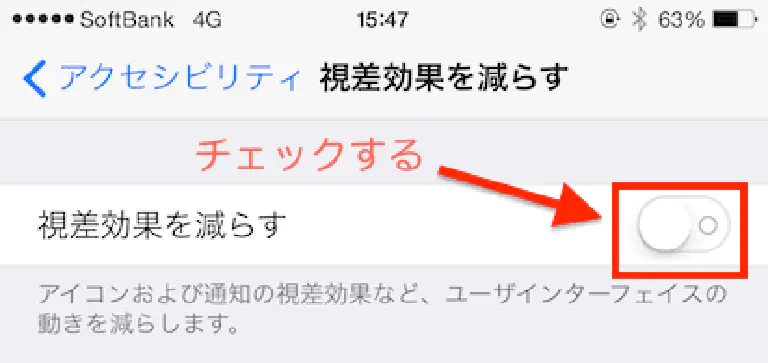 SoftBank 4G 15:47 63%
アクセシビリティ 視差効果を減らす
チェックする
視差効果を減らす
アイコンおよび通知の視差効果など、ユーザインターフェイスの
動きを減らします。